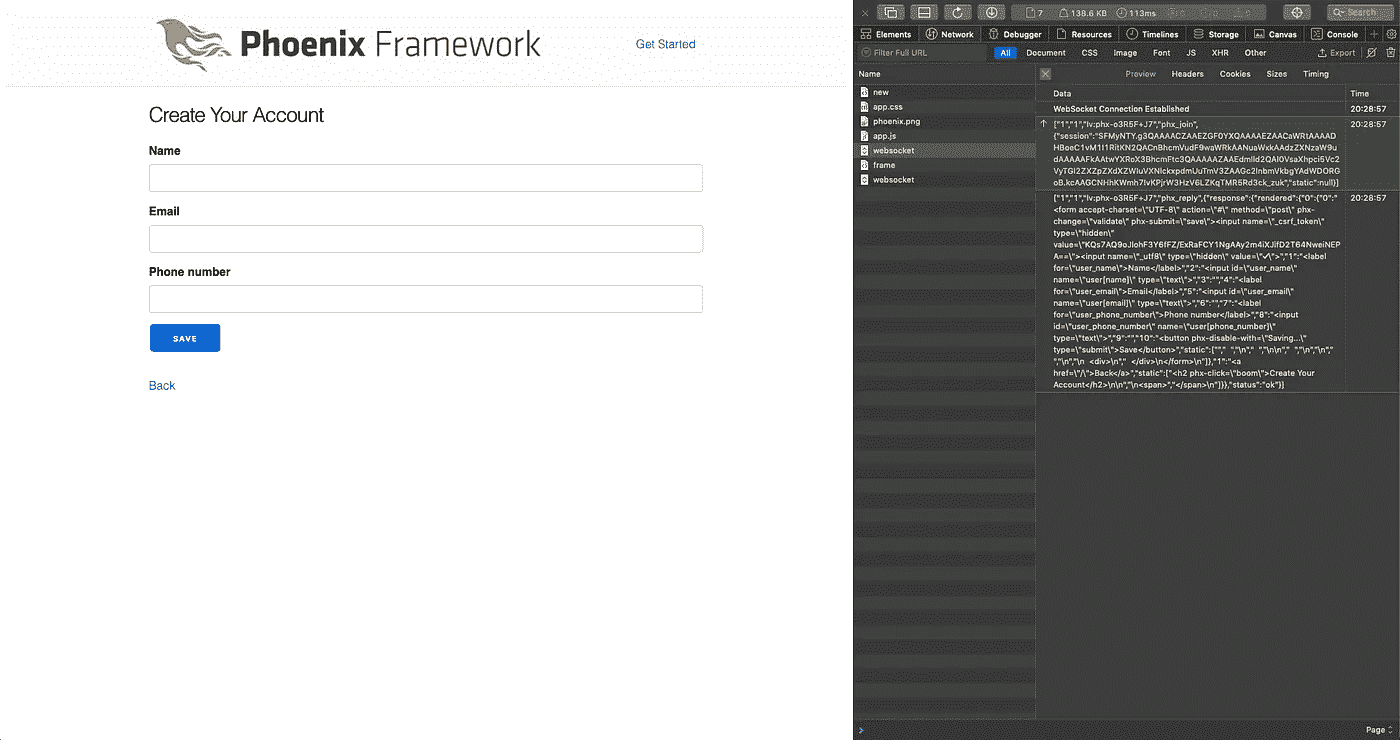 Phoenix Framework
Get Started
Create Your Account
Name
Email
Phone number
SAVE
Back
7 138.6 KB 113ms
Search
Elements Network Debugger Resources Timelines Storage Canvas Console
Filter Full URL All Document CSS Image Font JS XHR Other Export
Name
new
app.css
phoenix.png
app.js
websocket
frame
websocket
Preview Headers Cookies Sizes Timing
Data Time
WebSocket Connection Established 20:28:57
["1","1","lv:phx-o3R5F+J7","phx_join", 20:28:57
{"session":
"static":null}]
["1","1","lv:phx-o3R5F+J7","phx_reply",{"response":{"rendered":{"0":{"0":" 20:28:57
<form accept-charset=\"UTF-8\" action=\"#\" method=\"post\" phx-
change=\"validate\" phx-submit=\"save\"><input name=\"_csrf_token\"
type=\"hidden\"
><input name=\"_utf8\" type=\"hidden\" value=\"✓\">","1":"<label
for=\"user_name\">Name</label>","2":"<input id=\"user_name\"
name=\"user[name]\" type=\"text\">","3":"","4":"<label
for=\"user_email\">Email</label>","5":"<input id=\"user_email\"
name=\"user[email]\" type=\"text\">","6":"","7":"<label
for=\"user_phone_number\">Phone number</label>","8":"<input
id=\"user_phone_number\" name=\"user[phone_number]\"
type=\"text\">","9":"","10":"<button phx-disable-with=\"Saving...\"
type=\"submit\">Save</button>","static":["","  ","\n","  ","\n\n","  ","\n","\n","
","\n","\n  <div>\n","  </div>\n</form>\n"]},"1":"<a
href=\"/\">Back</a>","static":["<h2 phx-click=\"boom\">Create Your
Account</h2>\n\n","\n<span>","</span>\n"]}},"status":"ok"}]
Page